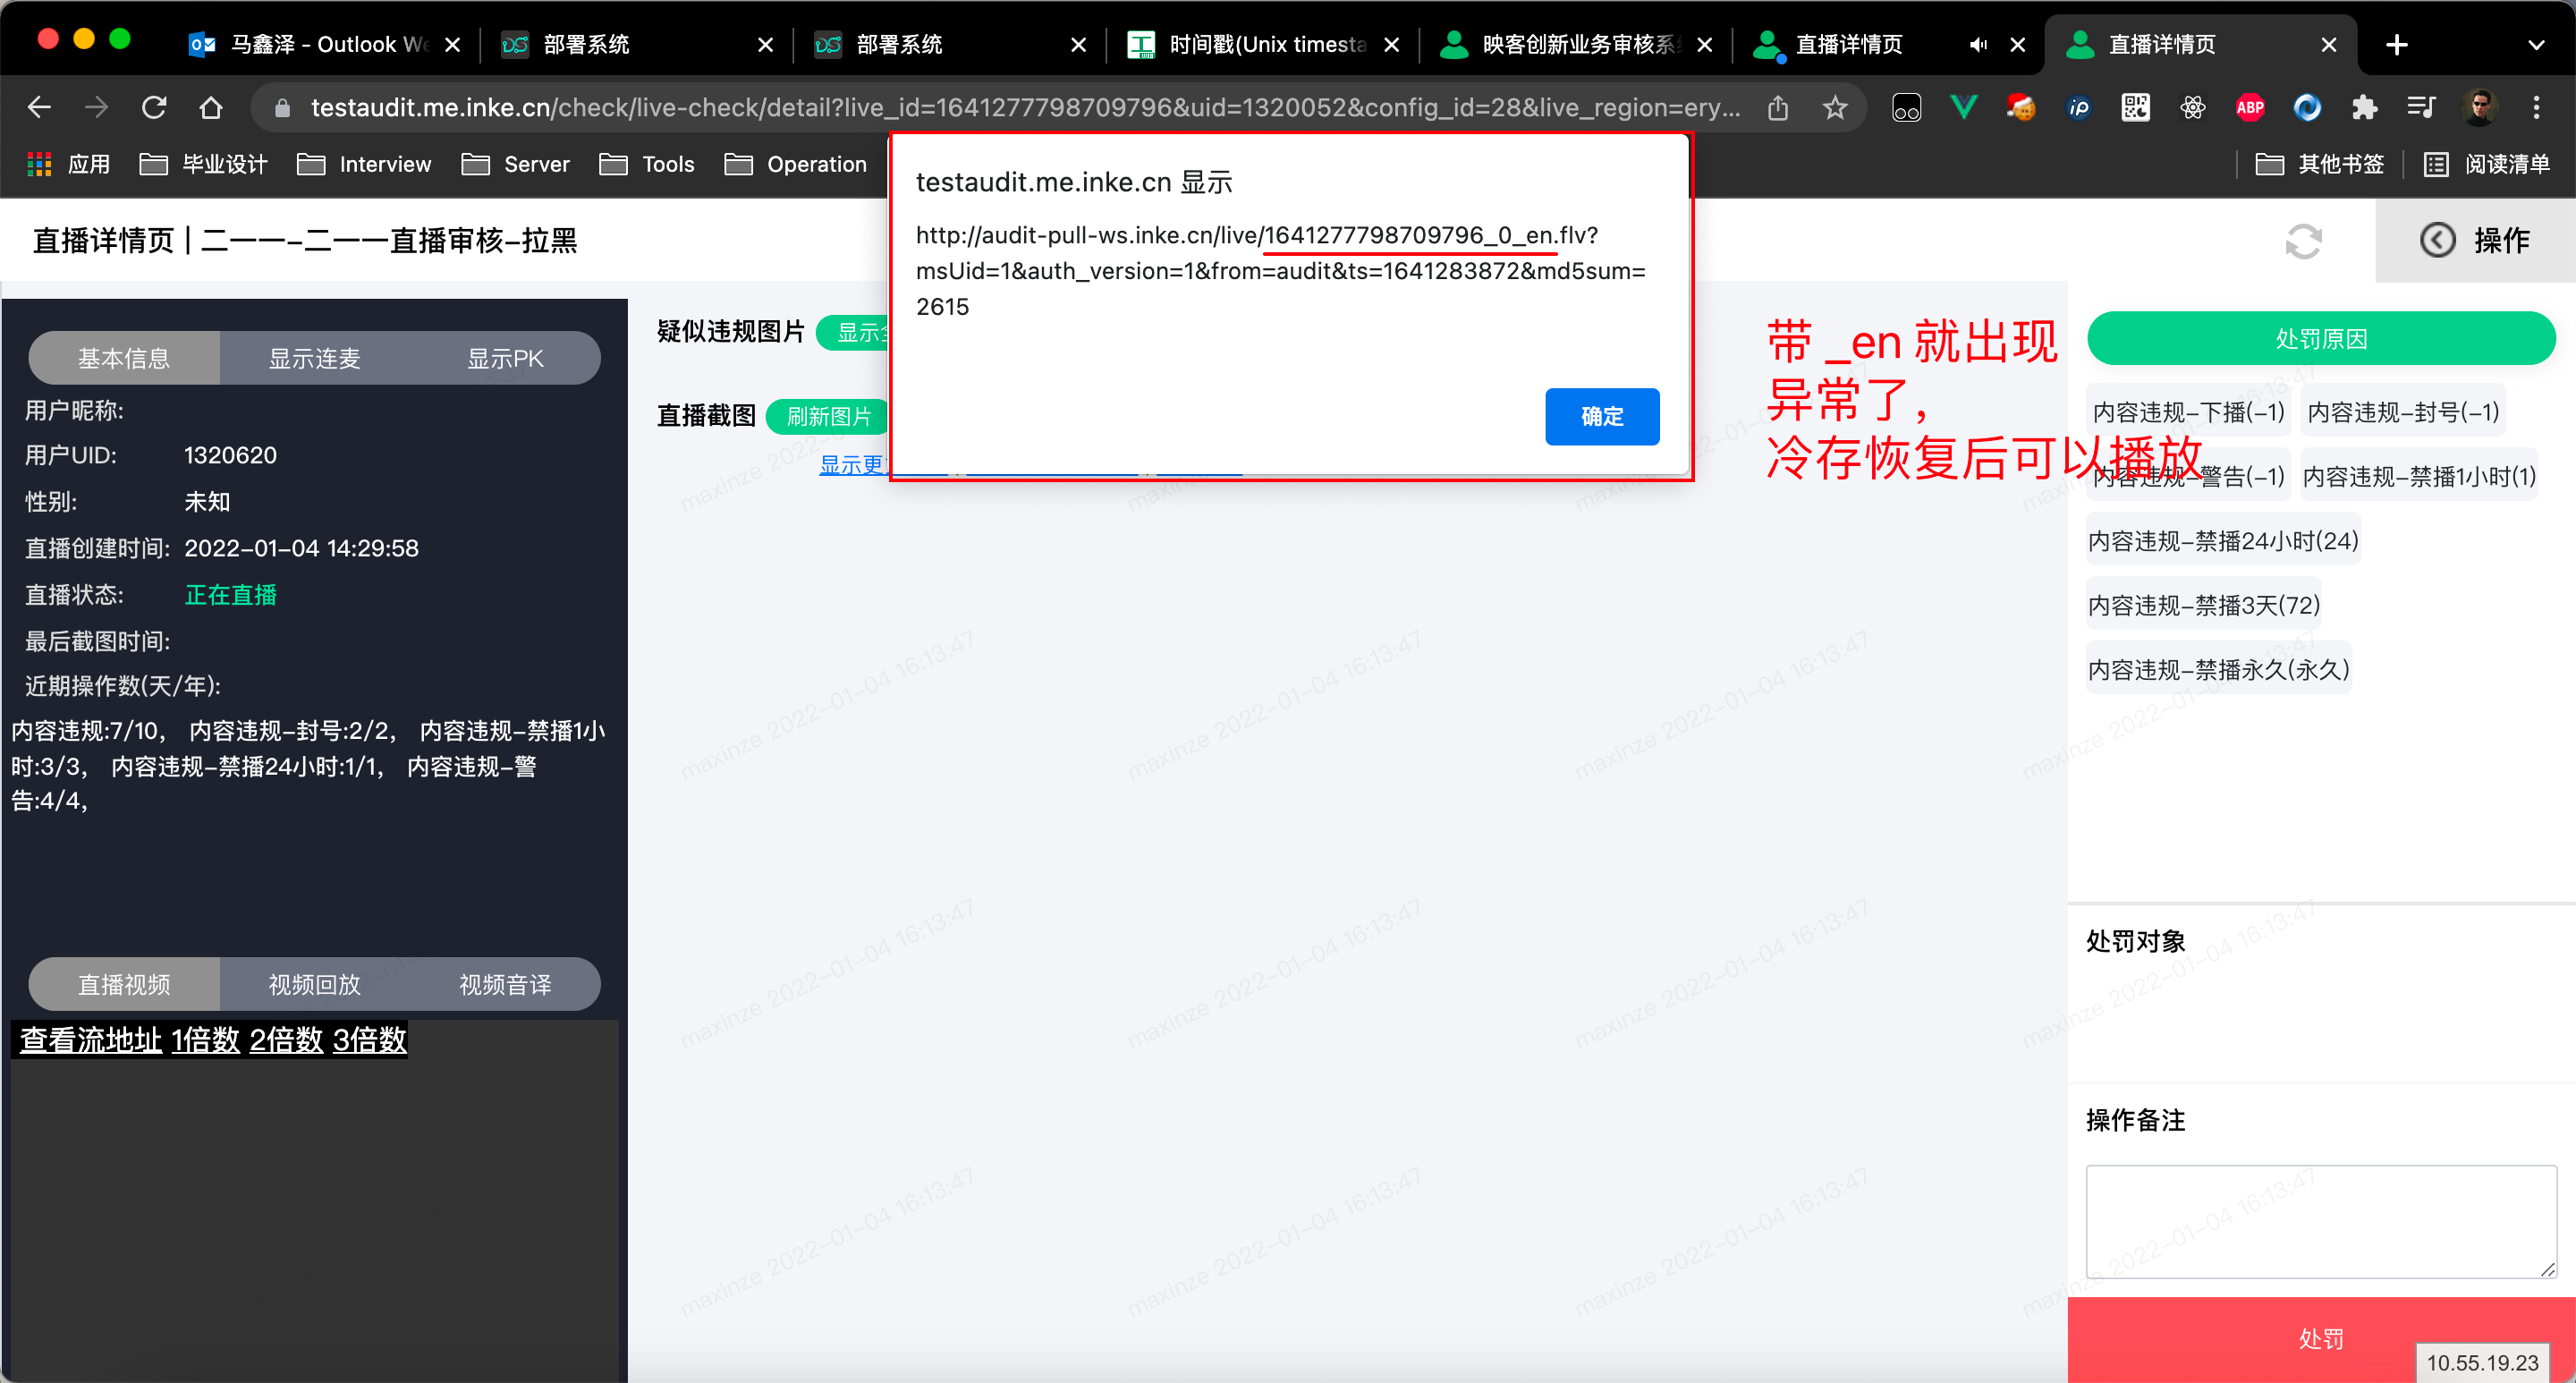 马鑫泽 - Outlook We
部署系统
部署系统
时间戳(Unix timesta
映客创新业务审核系
直播详情页
直播详情页
testaudit.me.inke.cn/check/live-check/detail?live_id=1641277798709796&uid=1320052&config_id=28&live_region=ery...
应用
毕业设计
Interview
Server
Tools
Operation
其他书签
阅读清单
testaudit.me.inke.cn 显示
http://audit-pull-ws.inke.cn/live/1641277798709796_0_en.flv?
msUid=1&auth_version=1&from=audit&ts=1641283872&md5sum=
2615
确定
直播详情页 | 二一一-二一一直播审核-拉黑
操作
带 _en 就出现
异常了，
冷存恢复后可以播放
基本信息
显示连麦
显示PK
用户昵称:
用户UID: 1320620
性别: 未知
直播创建时间: 2022-01-04 14:29:58
直播状态: 正在直播
最后截图时间:
近期操作数(天/年):
内容违规:7/10， 内容违规-封号:2/2， 内容违规-禁播1小
时:3/3， 内容违规-禁播24小时:1/1， 内容违规-警
告:4/4，
直播视频
视频回放
视频音译
查看流地址 1倍数 2倍数 3倍数
疑似违规图片
显示
直播截图
刷新图片
显示更
处罚原因
内容违规-下播(-1)
内容违规-封号(-1)
内容违规-警告(-1)
内容违规-禁播1小时(1)
内容违规-禁播24小时(24)
内容违规-禁播3天(72)
内容违规-禁播永久(永久)
处罚对象
操作备注
处罚
10.55.19.23
maxinze 2022-01-04 16:13:47